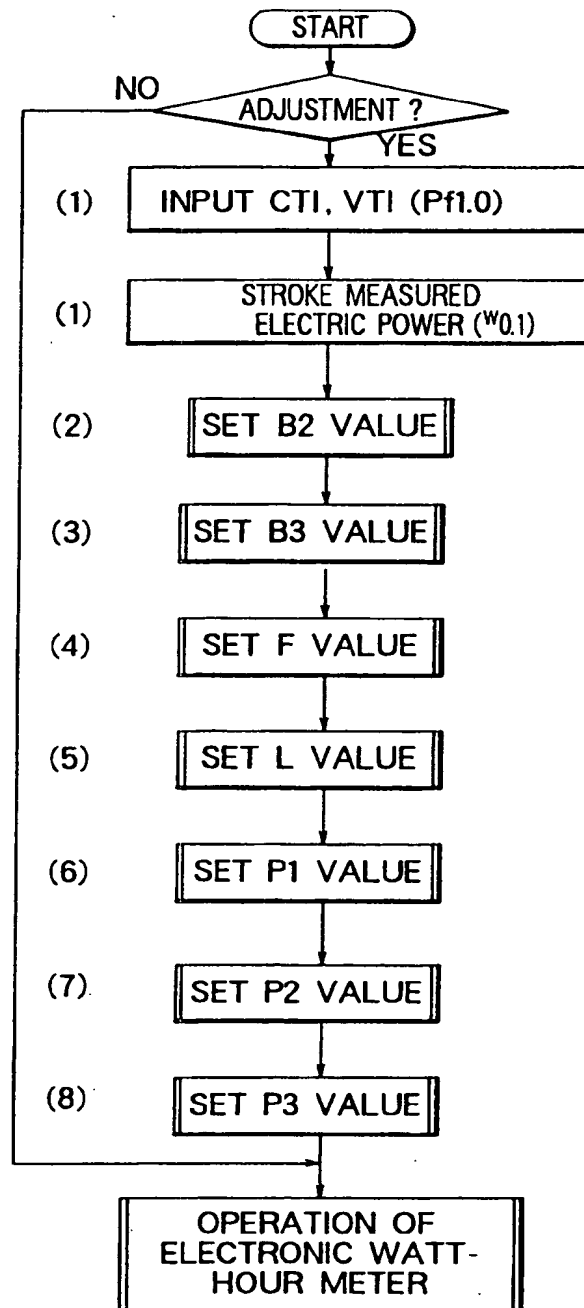 START
NO
ADJUSTMENT ?
YES
(1) INPUT CTI, VTI (Pf1.0)
(1) STROKE MEASURED
ELECTRIC POWER (W0.1)
(2) SET B2 VALUE
(3) SET B3 VALUE
(4) SET F VALUE
(5) SET L VALUE
(6) SET P1 VALUE
(7) SET P2 VALUE
(8) SET P3 VALUE
OPERATION OF
ELECTRONIC WATT-
HOUR METER